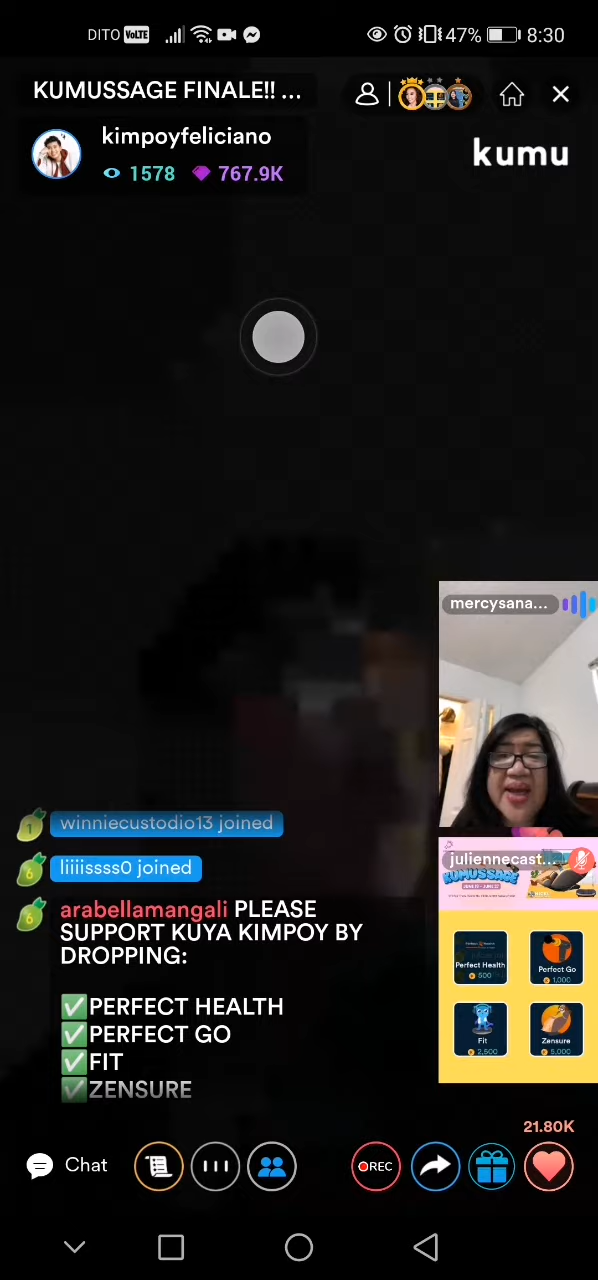 DITO VoLTE 47% 8:30
KUMUSSAGE FINALE!! ...
kimpoyfeliciano
1578 767.9K
kumu
mercysana...
winniecustodio13 joined
liiiissss0 joined
arabellamangali PLEASE
SUPPORT KUYA KIMPOY BY
DROPPING:
✅PERFECT HEALTH
✅PERFECT GO
✅FIT
✅ZENSURE
juliennecast...
KUMUSSAGE
Perfect Health
500
Perfect Go
1,000
Fit
2,500
Zensure
5,000
21.80K
Chat
REC